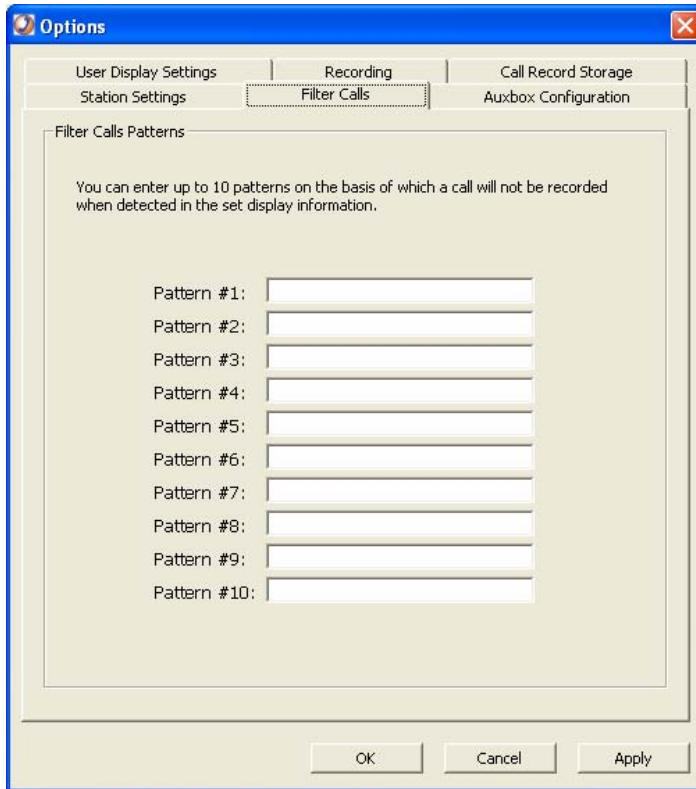 Options
User Display Settings
Recording
Call Record Storage
Station Settings
Filter Calls
Auxbox Configuration
Filter Calls Patterns
You can enter up to 10 patterns on the basis of which a call will not be recorded
when detected in the set display information.
Pattern #1:
Pattern #2:
Pattern #3:
Pattern #4:
Pattern #5:
Pattern #6:
Pattern #7:
Pattern #8:
Pattern #9:
Pattern #10:
OK
Cancel
Apply